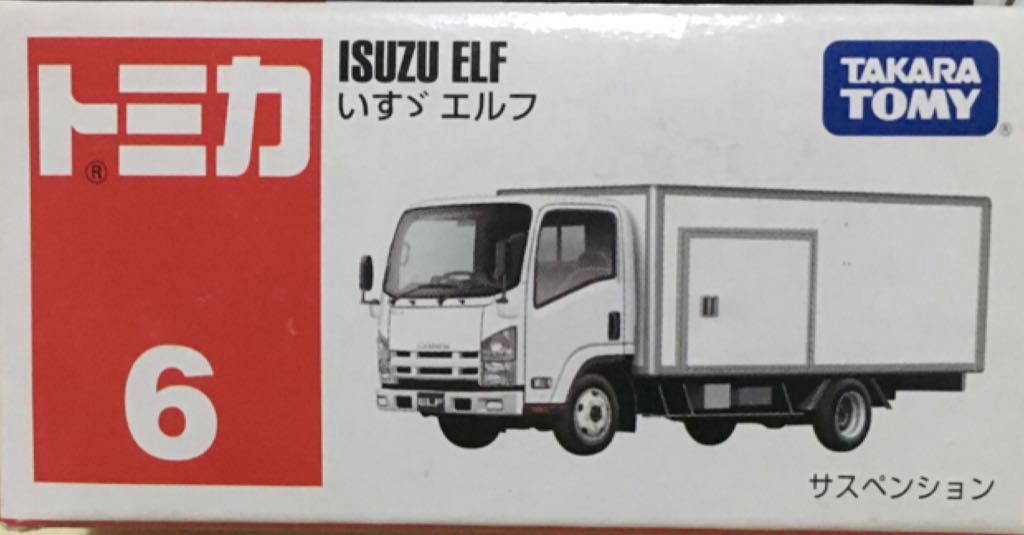 トミカ
®
6
ISUZU ELF
いすゞ エルフ
TAKARA
TOMY
®
ELF
サスペンション